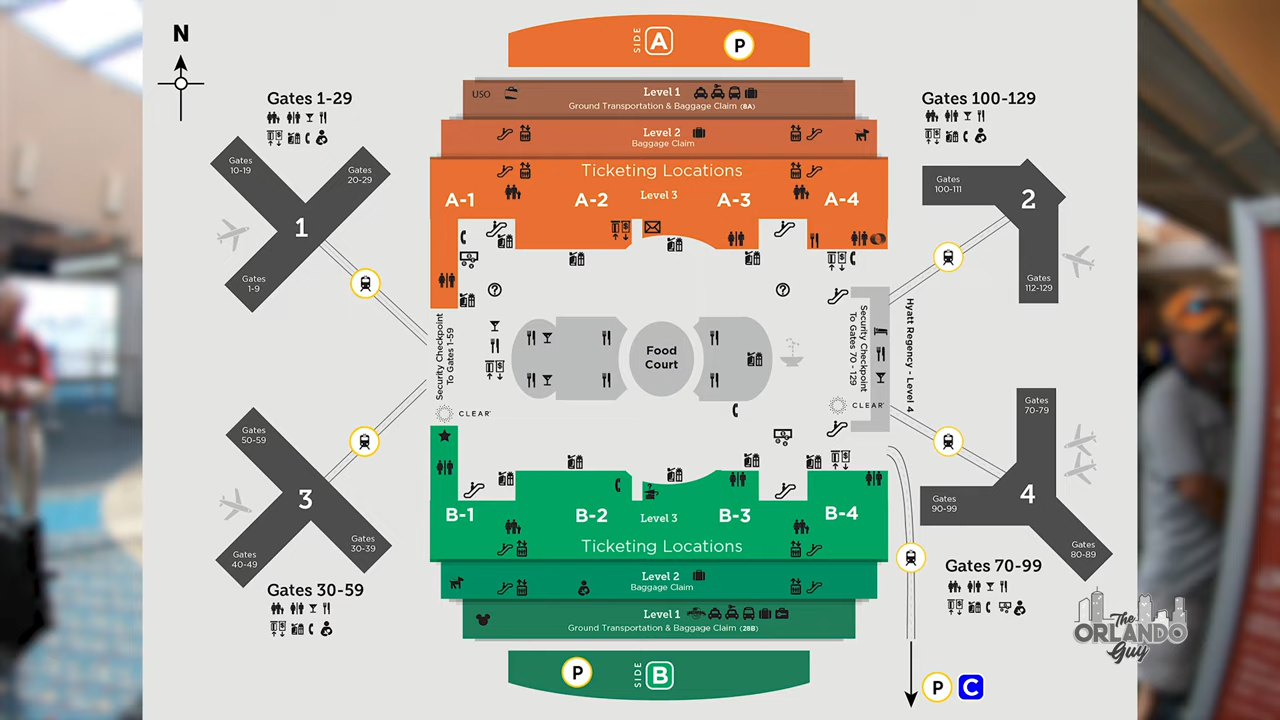 N
SIDE A P
USO
Level 1
Ground Transportation & Baggage Claim (8A)
Level 2
Baggage Claim
Ticketing Locations
Level 3
A-1 A-2 A-3 A-4
Gates 1-29
Gates
10-19
Gates
20-29
1
Gates
1-9
Gates 100-129
Gates
100-111
2
Gates
112-129
Security Checkpoint
To Gates 1-59
CLEAR
Food
Court
Security Checkpoint
To Gates 70 - 129
CLEAR
Hyatt Regency - Level 4
Gates
50-59
3
Gates
40-49
Gates
30-39
Gates 30-59
Gates
70-79
Gates
90-99
4
Gates
80-89
Gates 70-99
B-1 B-2 B-3 B-4
Level 3
Ticketing Locations
Level 2
Baggage Claim
Level 1
Ground Transportation & Baggage Claim (28B)
P SIDE B
P C
The
ORLANDO
Guy